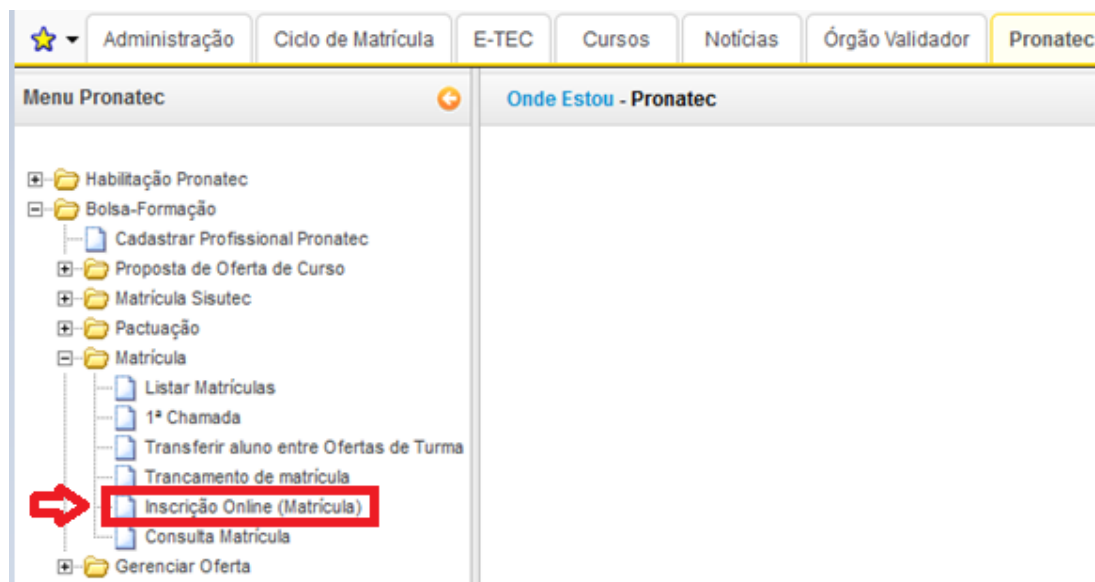 Administração Ciclo de Matrícula E-TEC Cursos Notícias Órgão Validador Pronatec
Menu Pronatec
Onde Estou - Pronatec
Habilitação Pronatec
Bolsa-Formação
Cadastrar Profissional Pronatec
Proposta de Oferta de Curso
Matrícula Sisutec
Pactuação
Matrícula
Listar Matrículas
1ª Chamada
Transferir aluno entre Ofertas de Turma
Trancamento de matrícula
Inscrição Online (Matrícula)
Consulta Matrícula
Gerenciar Oferta